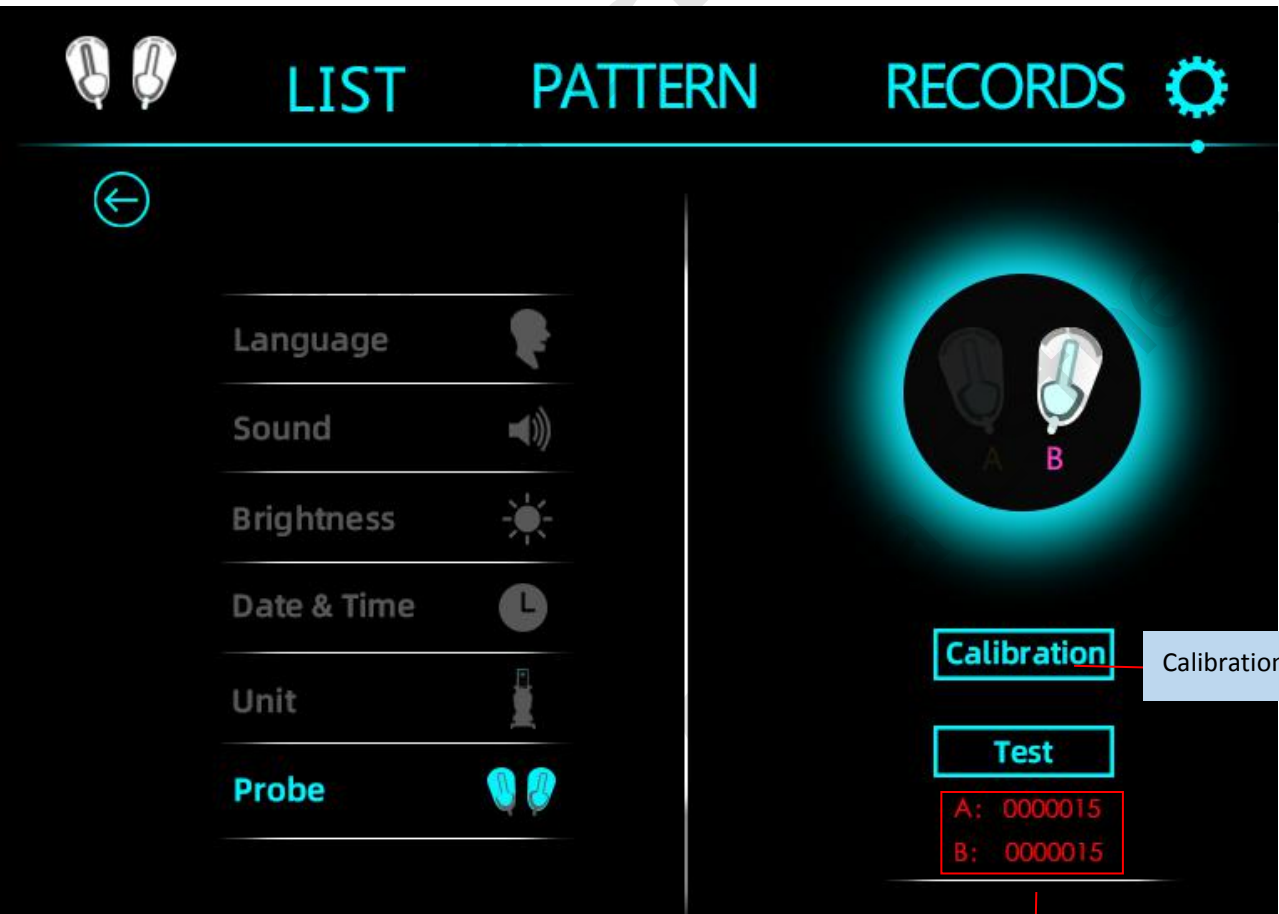 LIST PATTERN RECORDS
Language
Sound
Brightness
Date & Time
Unit
Probe
A B
Calibration
Calibration
Test
A: 0000015
B: 0000015